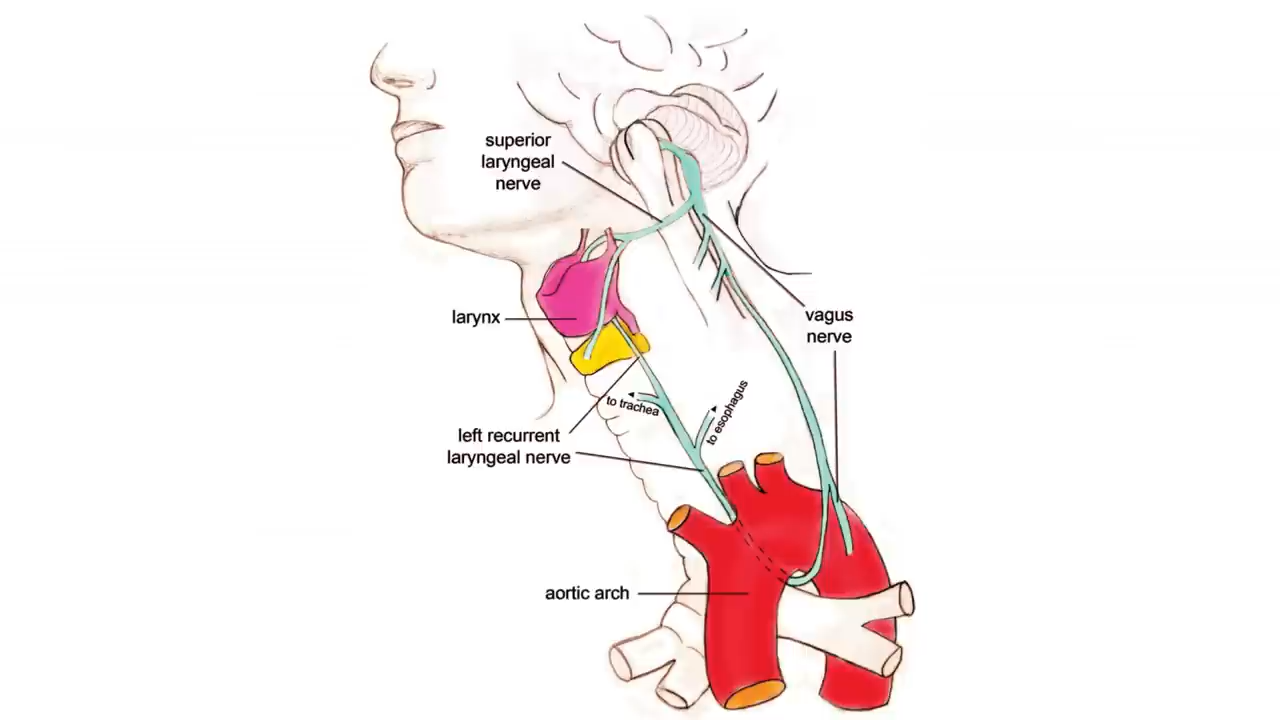 superior
laryngeal
nerve
larynx
vagus
nerve
to trachea
to esophagus
left recurrent
laryngeal nerve
aortic arch